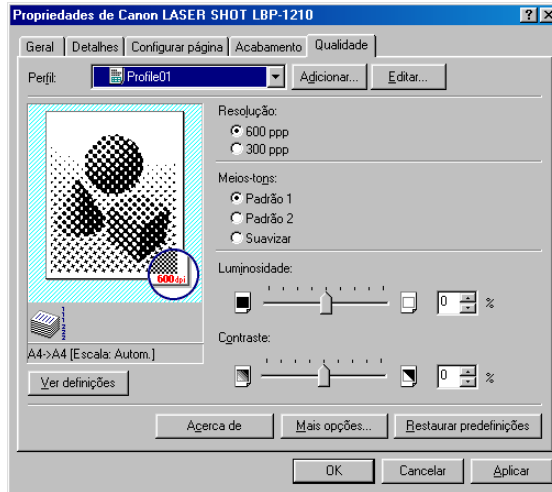 Propriedades de Canon LASER SHOT LBP-1210
Geral Detalhes Configurar página Acabamento Qualidade
Perfil: Profile01 Adicionar... Editar...
Resolução:
600 ppp
300 ppp
Meios-tons:
Padrão 1
Padrão 2
Suavizar
600dpi
Luminosidade:
0 %
A4->A4 [Escala: Autom.]
Contraste:
0 %
Ver definições
Acerca de Mais opções... Restaurar predefinições
OK Cancelar Aplicar